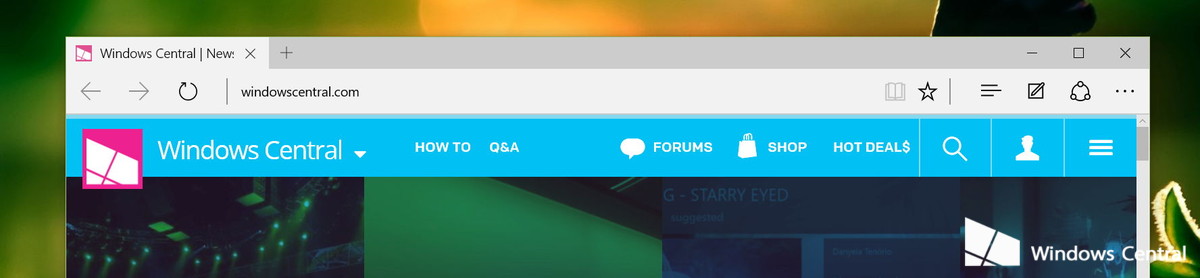 Windows Central | News
windowscentral.com
Windows Central
HOW TO Q&A FORUMS SHOP HOT DEAL$
G - STARRY EYED
suggested
Windows Central